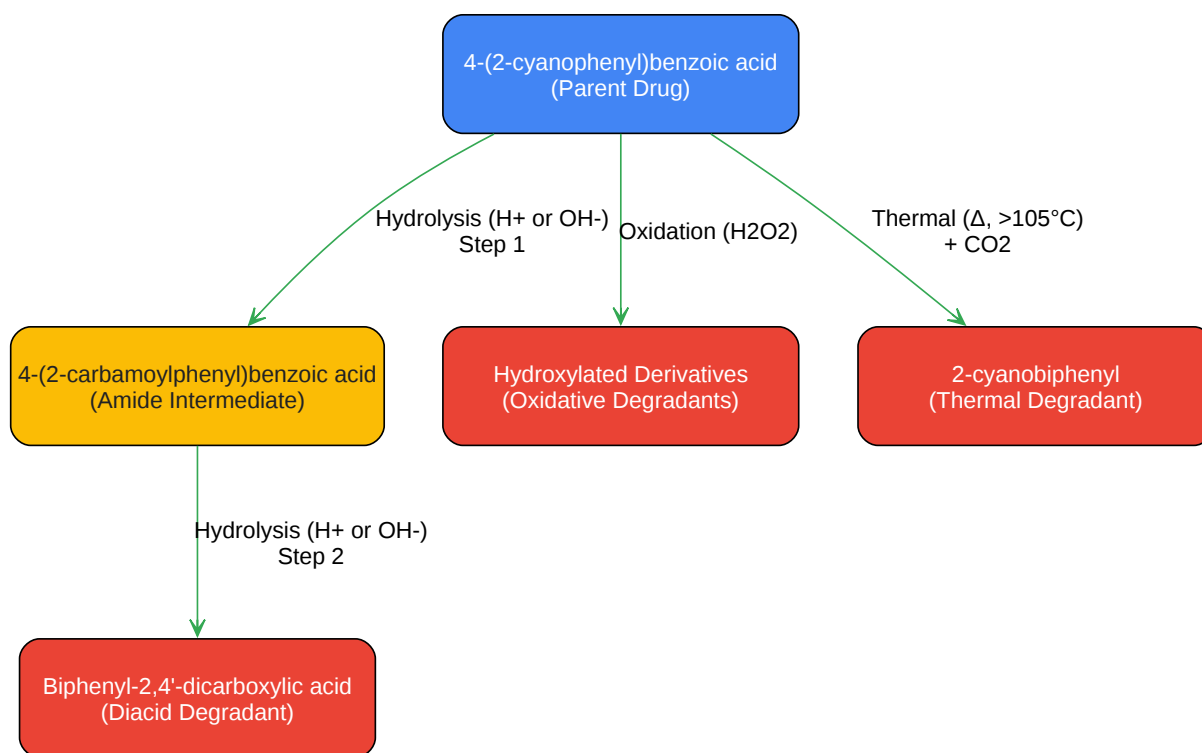 4-(2-cyanophenyl)benzoic acid
(Parent Drug)
Hydrolysis (H+ or OH-)
Step 1
Oxidation (H2O2)
Thermal (Δ, >105°C)
+ CO2
4-(2-carbamoylphenyl)benzoic acid
(Amide Intermediate)
Hydroxylated Derivatives
(Oxidative Degradants)
2-cyanobiphenyl
(Thermal Degradant)
Hydrolysis (H+ or OH-)
Step 2
Biphenyl-2,4'-dicarboxylic acid
(Diacid Degradant)